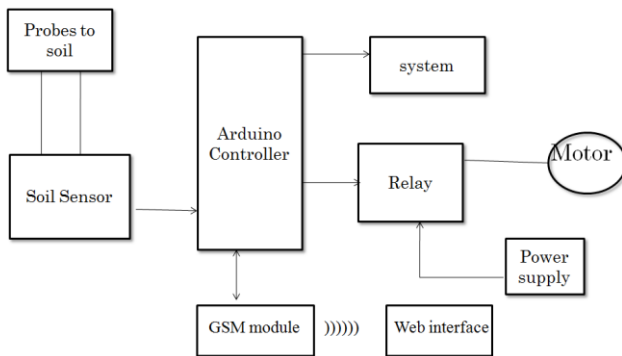 Probes to
soil
system
Arduino
Controller
Motor
Soil Sensor
Relay
Power
supply
GSM module
))))))
Web interface